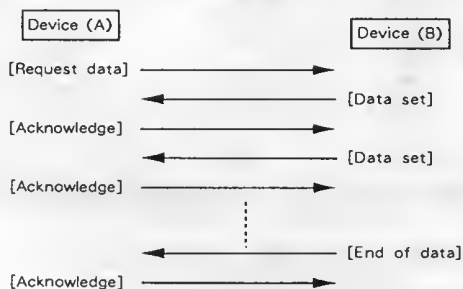 Device (A)
Device (B)
[Request data]
[Data set]
[Acknowledge]
[Data set]
[Acknowledge]
[End of data]
[Acknowledge]